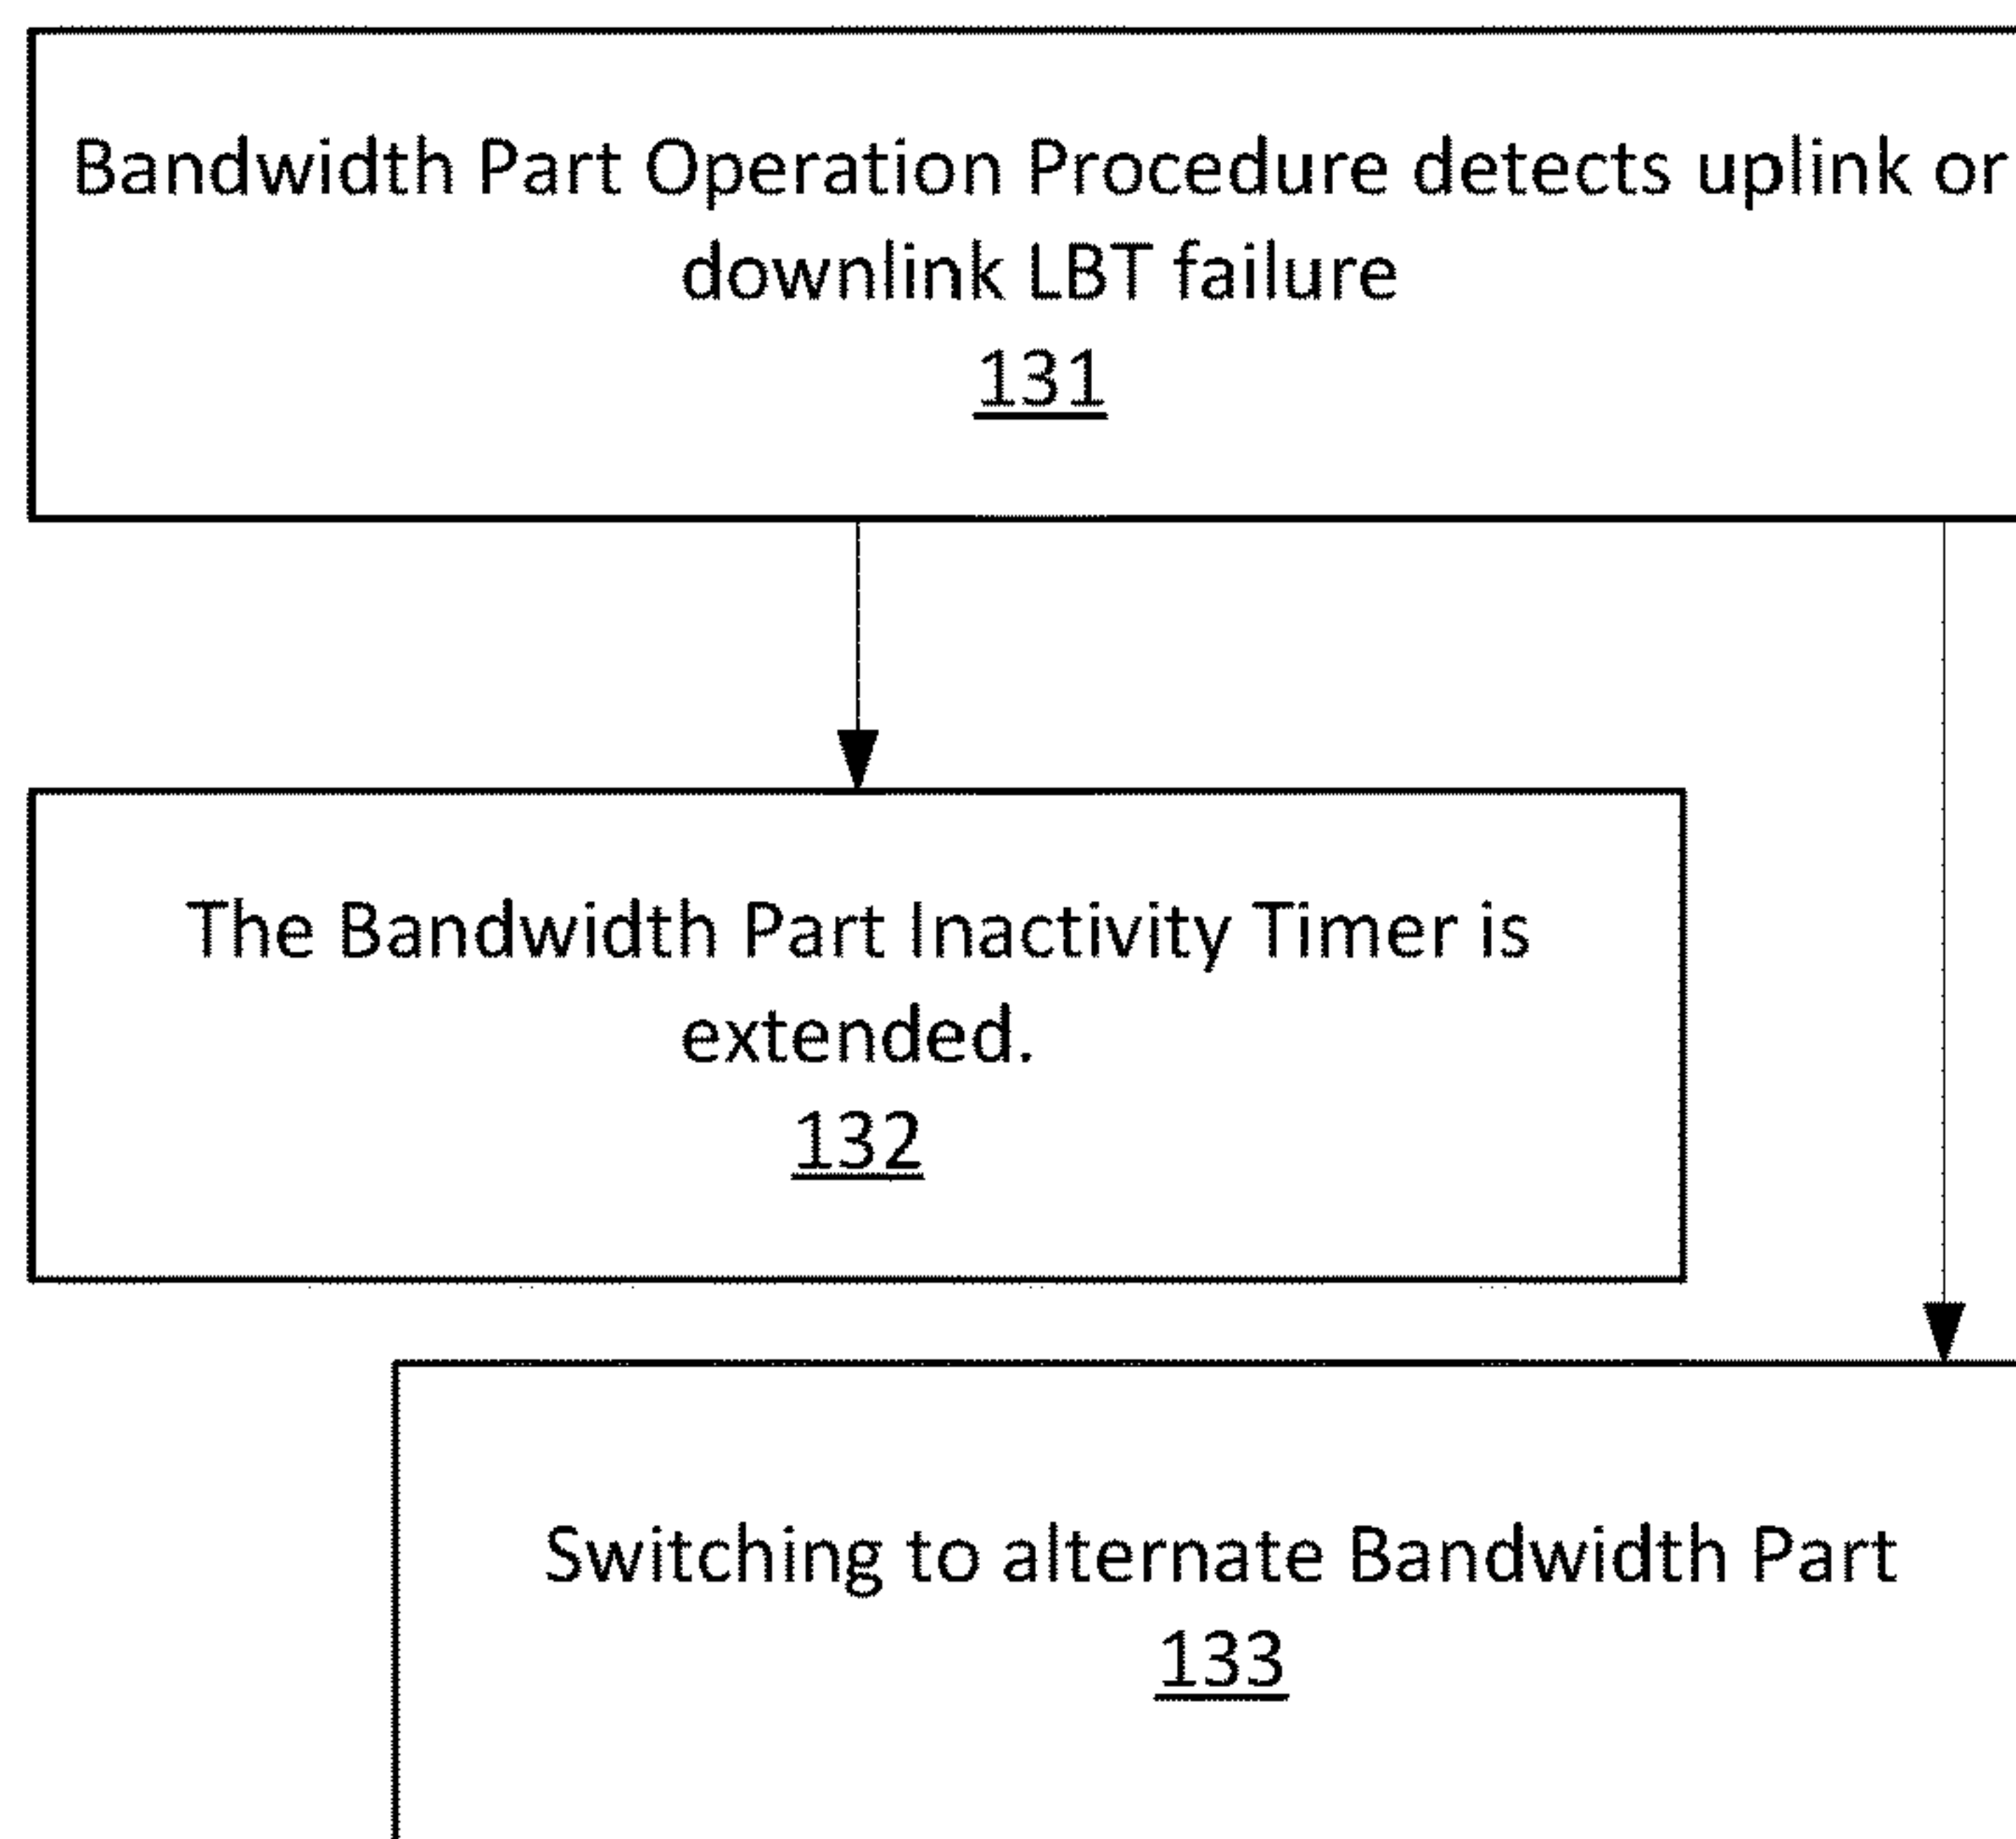 Bandwidth Part Operation Procedure detects uplink or
downlink LBT failure
131
The Bandwidth Part Inactivity Timer is
extended.
132
Switching to alternate Bandwidth Part
133